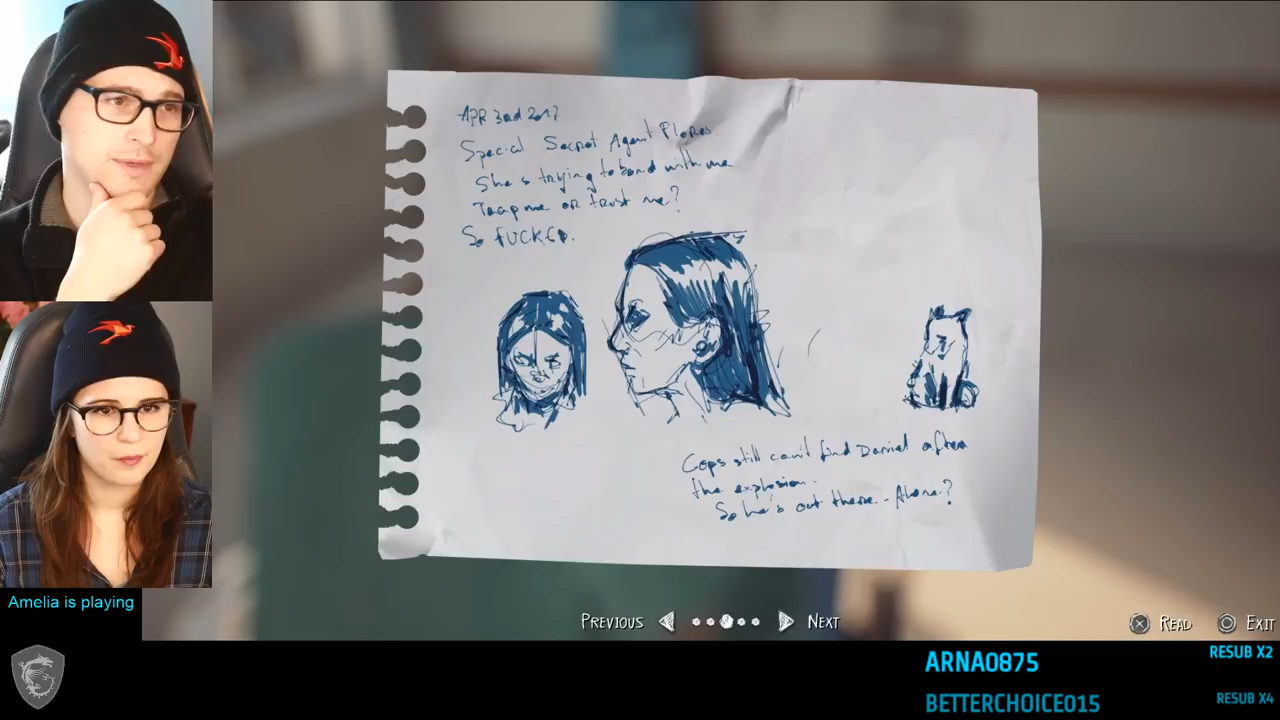 APR 3rd 2017
Special Secret Agent Flores.
She's trying to bond with me
Trap me or trust me?
So FUCKED.
Cops still can't find Daniel after
the explosion.
So he's out there. Alone?
PREVIOUS
NEXT
READ
EXIT
Amelia is playing
ARNA0875
RESUB X2
BETTERCHOICE015
RESUB X4